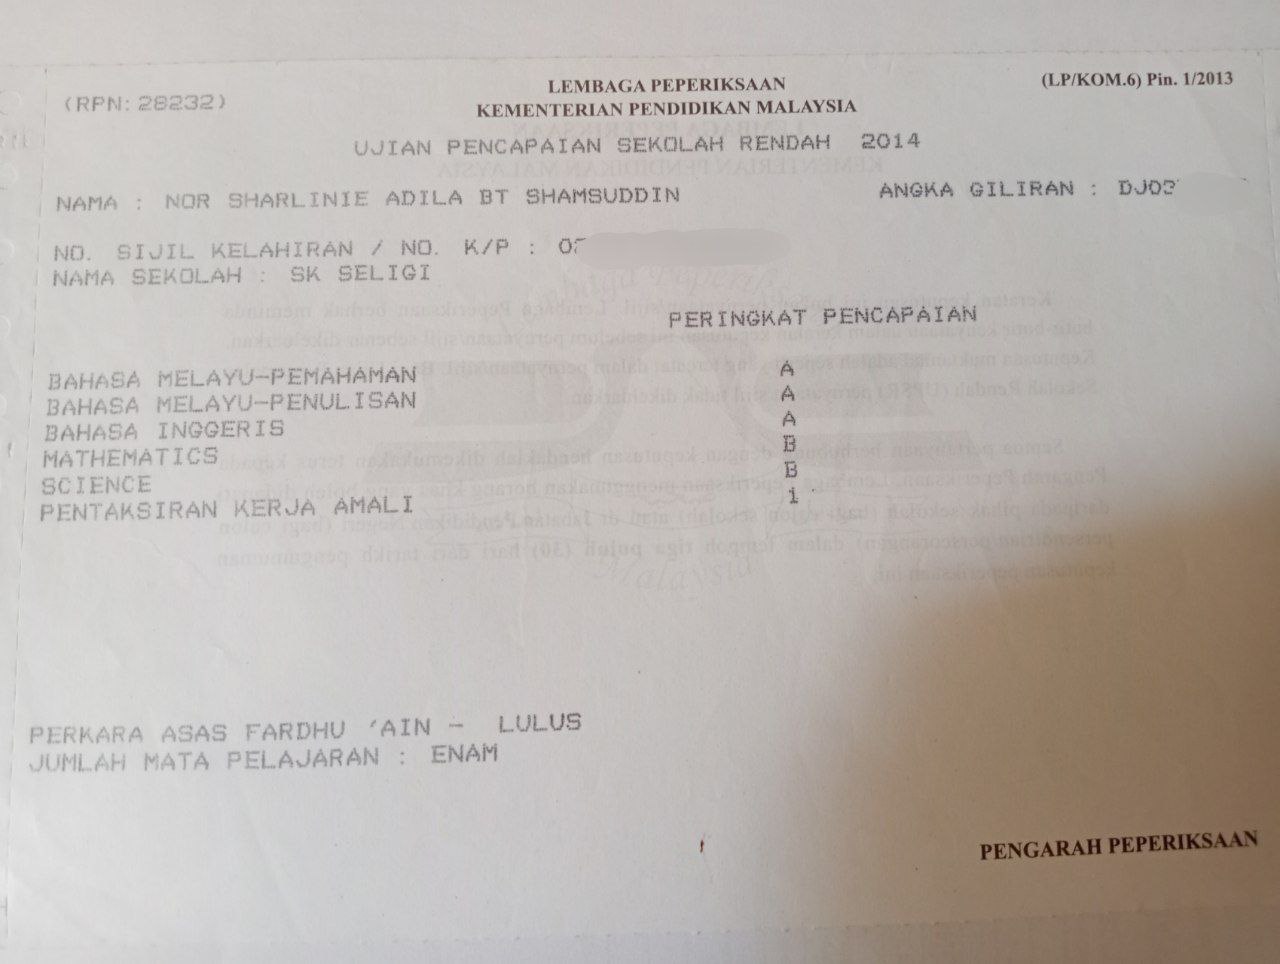 (RPN: 28232)
LEMBAGA PEPERIKSAAN
KEMENTERIAN PENDIDIKAN MALAYSIA
(LP/KOM.6) Pin. 1/2013
UJIAN PENCAPAIAN SEKOLAH RENDAH 2014
NAMA : NOR SHARLINIE ADILA BT SHAMSUDDIN
ANGKA GILIRAN : DJ03
NO. SIJIL KELAHIRAN / NO. K/P : 0
NAMA SEKOLAH : SK SELIGI
PERINGKAT PENCAPAIAN
BAHASA MELAYU-PEMAHAMAN A
BAHASA MELAYU-PENULISAN A
BAHASA INGGERIS A
MATHEMATICS B
SCIENCE B
PENTAKSIRAN KERJA AMALI 1
PERKARA ASAS FARDHU 'AIN - LULUS
JUMLAH MATA PELAJARAN : ENAM
PENGARAH PEPERIKSAAN